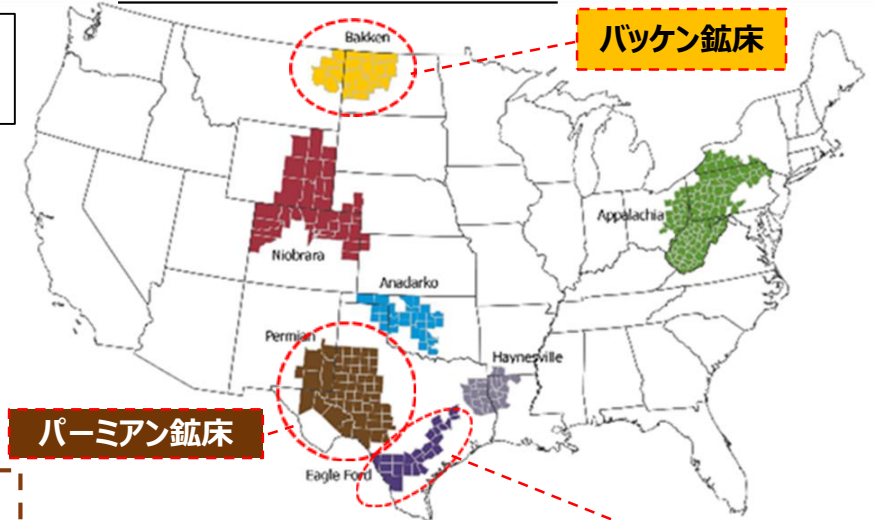 Bakken
バッケン鉱床
Appalachia
Niobrara
Anadarko
Permian
Haynesville
パーミアン鉱床
Eagle Ford